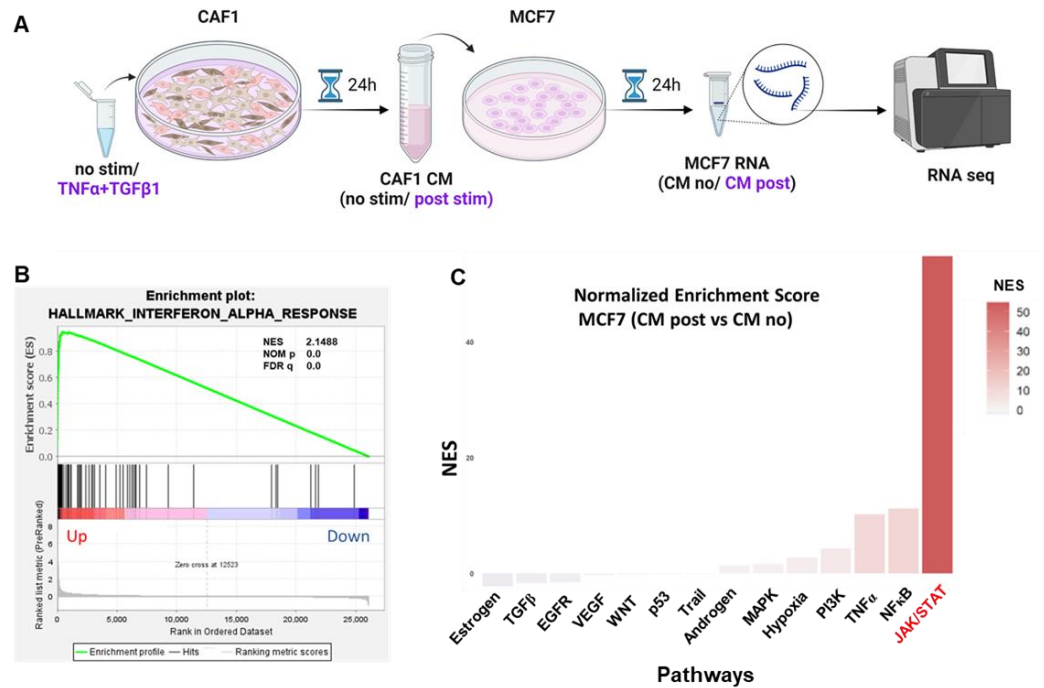 A
CAF1
MCF7
24h
24h
no stim/
TNFα+TGFβ1
CAF1 CM
(no stim/ post stim)
MCF7 RNA
(CM no/ CM post)
RNA seq
B
Enrichment plot:
HALLMARK_INTERFERON_ALPHA_RESPONSE
NES 2.1488
NOM p 0.0
FDR q 0.0
Enrichment score (ES)
0.8
0.6
0.4
0.2
0.0
Ranked list metric (PreRanked)
8
6
4
2
0
Up
Down
Zero cross at 12523
0
5,000
10,000
15,000
20,000
25,000
Rank in Ordered Dataset
Enrichment profile
Hits
Ranking metric scores
C
Normalized Enrichment Score
MCF7 (CM post vs CM no)
NES
40
20
0
Estrogen
TGFβ
EGFR
VEGF
WNT
p53
Trail
Androgen
MAPK
Hypoxia
PI3K
TNFα
NFκB
JAK/STAT
Pathways
NES
50
40
30
20
10
0